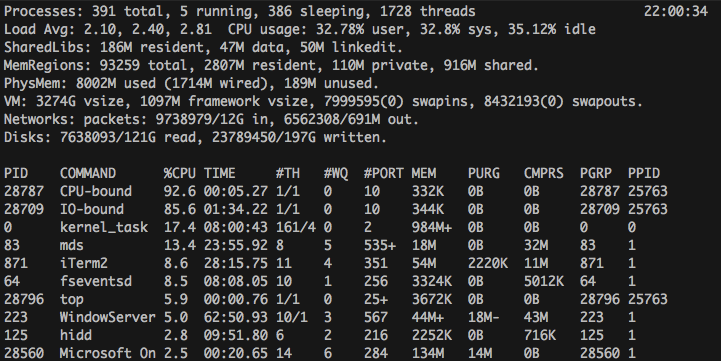 Processes: 391 total, 5 running, 386 sleeping, 1728 threads 22:00:34
Load Avg: 2.10, 2.40, 2.81 CPU usage: 32.78% user, 32.8% sys, 35.12% idle
SharedLibs: 186M resident, 47M data, 50M linkedit.
MemRegions: 93259 total, 2807M resident, 110M private, 916M shared.
PhysMem: 8002M used (1714M wired), 189M unused.
VM: 3274G vsize, 1097M framework vsize, 7999595(0) swapins, 8432193(0) swapouts.
Networks: packets: 9738979/12G in, 6562308/691M out.
Disks: 7638093/121G read, 23789450/197G written.
PID COMMAND %CPU TIME #TH #WQ #PORT MEM PURG CMPRS PGRP PPID
28787 CPU-bound 92.6 00:05.27 1/1 0 10 332K 0B 0B 28787 25763
28709 IO-bound 85.6 01:34.22 1/1 0 10 344K 0B 0B 28709 25763
0 kernel_task 17.4 08:00:43 161/4 0 2 984M+ 0B 0B 0 0
83 mds 13.4 23:55.92 8 5 535+ 18M 0B 32M 83 1
871 iTerm2 8.6 28:15.75 11 4 351 54M 2220K 11M 871 1
64 fseventsd 8.5 08:08.05 10 1 256 3324K 0B 5012K 64 1
28796 top 5.9 00:00.76 1/1 0 25+ 3672K 0B 0B 28796 25763
223 WindowServer 5.0 62:50.93 10/1 3 567 44M+ 18M- 43M 223 1
125 hidd 2.8 09:51.80 6 2 216 2252K 0B 716K 125 1
28560 Microsoft On 2.5 00:20.65 14 6 284 134M 14M 0B 28560 1